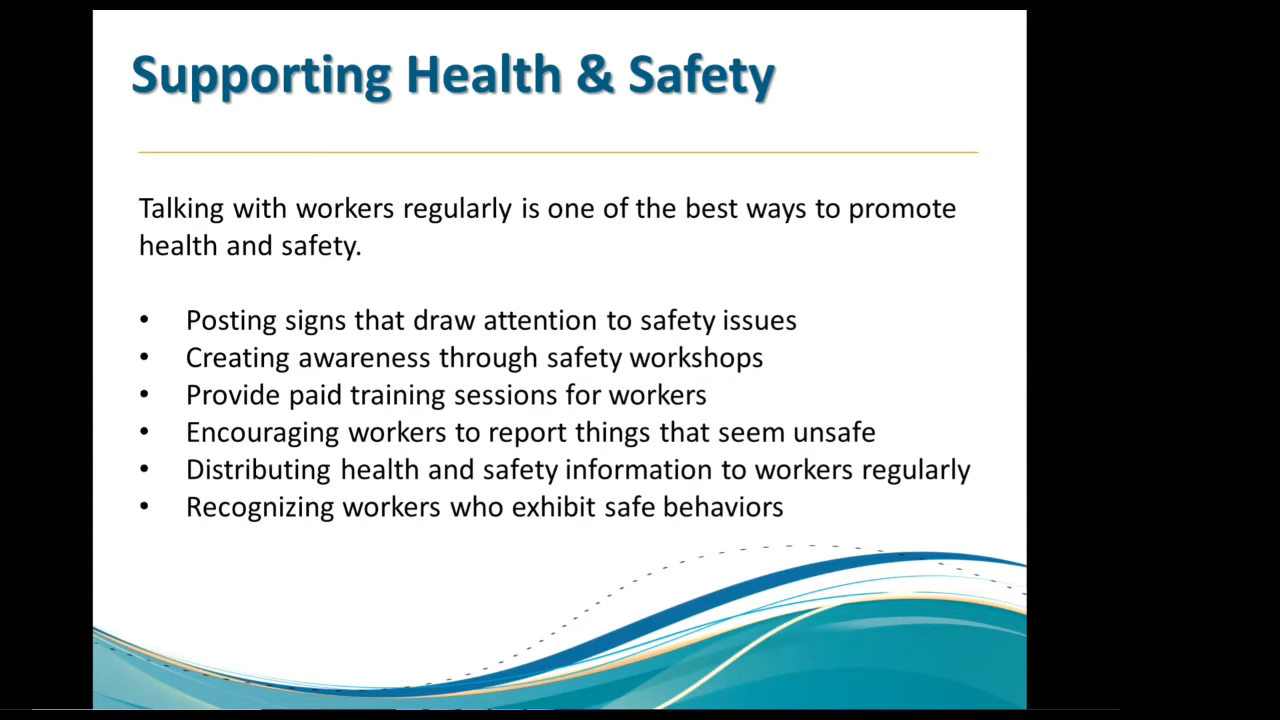 Supporting Health & Safety
Talking with workers regularly is one of the best ways to promote
health and safety.
• Posting signs that draw attention to safety issues
• Creating awareness through safety workshops
• Provide paid training sessions for workers
• Encouraging workers to report things that seem unsafe
• Distributing health and safety information to workers regularly
• Recognizing workers who exhibit safe behaviors